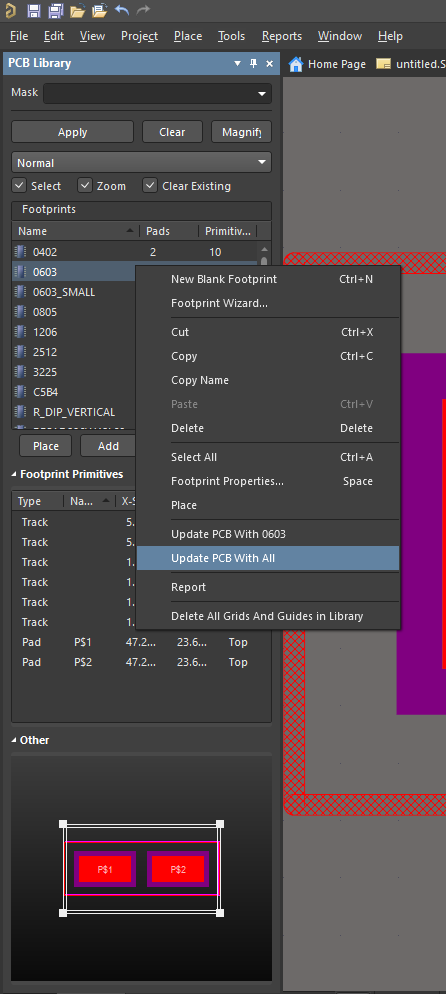 File Edit View Project Place Tools Reports Window Help
PCB Library
Home Page untitled.S
Mask
Apply Clear Magnify
Normal
Select Zoom Clear Existing
Footprints
Name Pads Primitiv...
0402 2 10
0603
0603_SMALL
0805
1206
2512
3225
C5B4
R_DIP_VERTICAL
New Blank Footprint Ctrl+N
Footprint Wizard...
Cut Ctrl+X
Copy Ctrl+C
Copy Name
Paste Ctrl+V
Delete Delete
Select All Ctrl+A
Footprint Properties... Space
Place
Update PCB With 0603
Update PCB With All
Report
Delete All Grids And Guides in Library
Place Add
Footprint Primitives
Type Na... X-S
Track 5.
Track 5.
Track 1.
Track 1.
Track 1.
Track 1.
Pad P$1 47.2... 23.6... Top
Pad P$2 47.2... 23.6... Top
Other
P$1 P$2